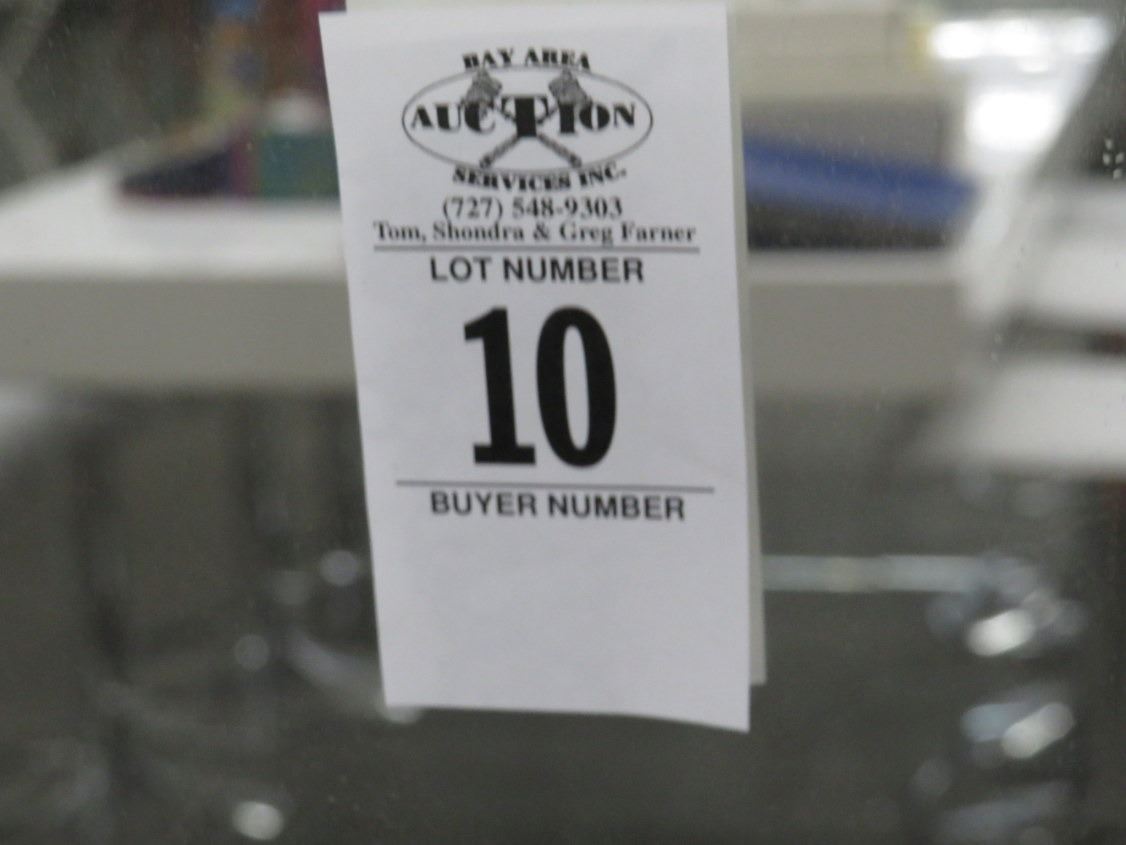 BAY AREA
AUCTION
SERVICES INC.
(727) 548-9303
Tom, Shondra & Greg Farner
LOT NUMBER
10
BUYER NUMBER